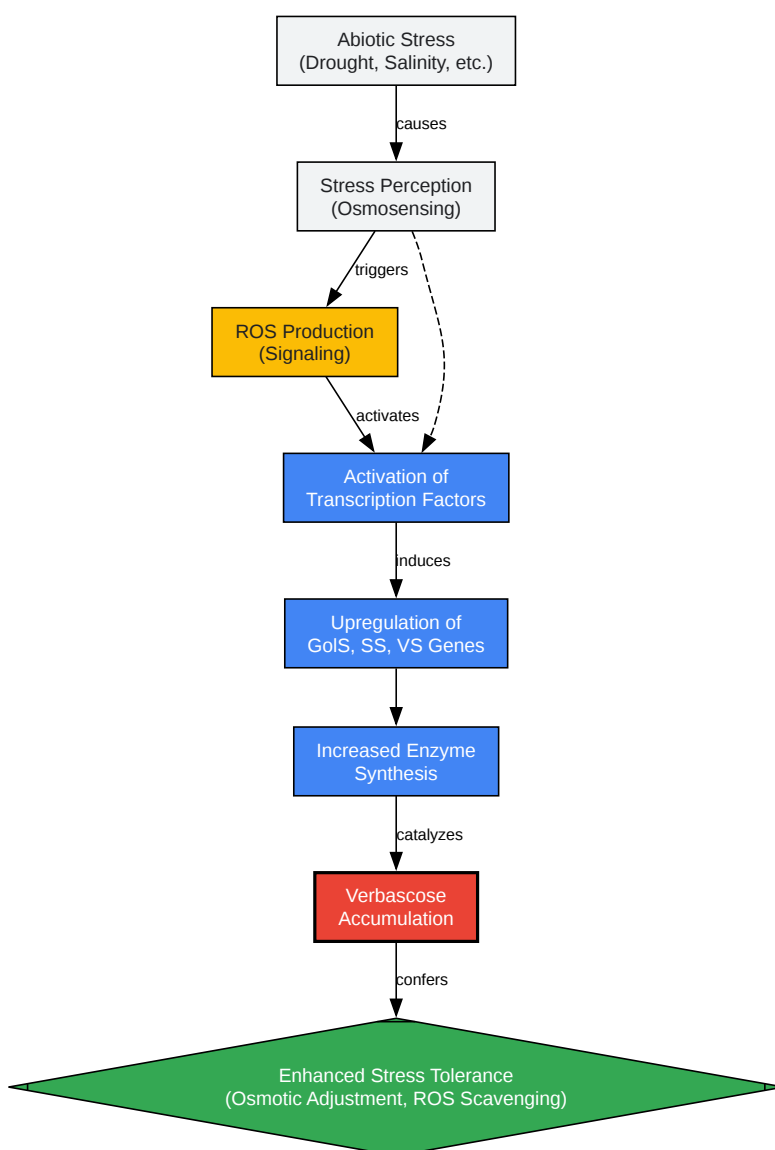 Abiotic Stress
(Drought, Salinity, etc.)
causes
Stress Perception
(Osmosensing)
triggers
ROS Production
(Signaling)
activates
Activation of
Transcription Factors
induces
Upregulation of
GolS, SS, VS Genes
Increased Enzyme
Synthesis
catalyzes
Verbascose
Accumulation
confers
Enhanced Stress Tolerance
(Osmotic Adjustment, ROS Scavenging)